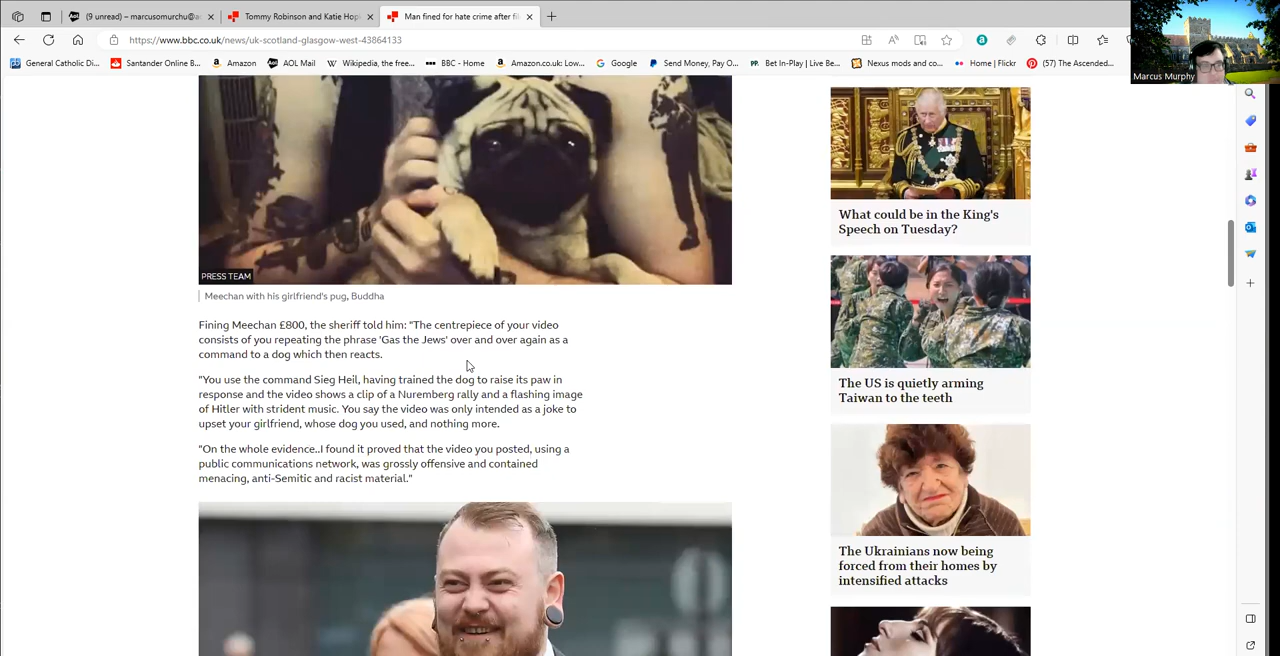 (9 unread) – marcusomurchu@a
Tommy Robinson and Katie Hop
Man fined for hate crime after fil
https://www.bbc.co.uk/news/uk-scotland-glasgow-west-43864133
General Catholic Di...
Santander Online B...
Amazon
AOL Mail
Wikipedia, the free...
BBC - Home
Amazon.co.uk: Low...
Google
Send Money, Pay O...
Bet In-Play | Live Be...
Nexus mods and co...
Home | Flickr
(57) The Ascended...
Marcus Murphy
PRESS TEAM
Meechan with his girlfriend's pug, Buddha
Fining Meechan £800, the sheriff told him: "The centrepiece of your video
consists of you repeating the phrase 'Gas the Jews' over and over again as a
command to a dog which then reacts.
"You use the command Sieg Heil, having trained the dog to raise its paw in
response and the video shows a clip of a Nuremberg rally and a flashing image
of Hitler with strident music. You say the video was only intended as a joke to
upset your girlfriend, whose dog you used, and nothing more.
"On the whole evidence..I found it proved that the video you posted, using a
public communications network, was grossly offensive and contained
menacing, anti-Semitic and racist material."
What could be in the King's
Speech on Tuesday?
The US is quietly arming
Taiwan to the teeth
The Ukrainians now being
forced from their homes by
intensified attacks